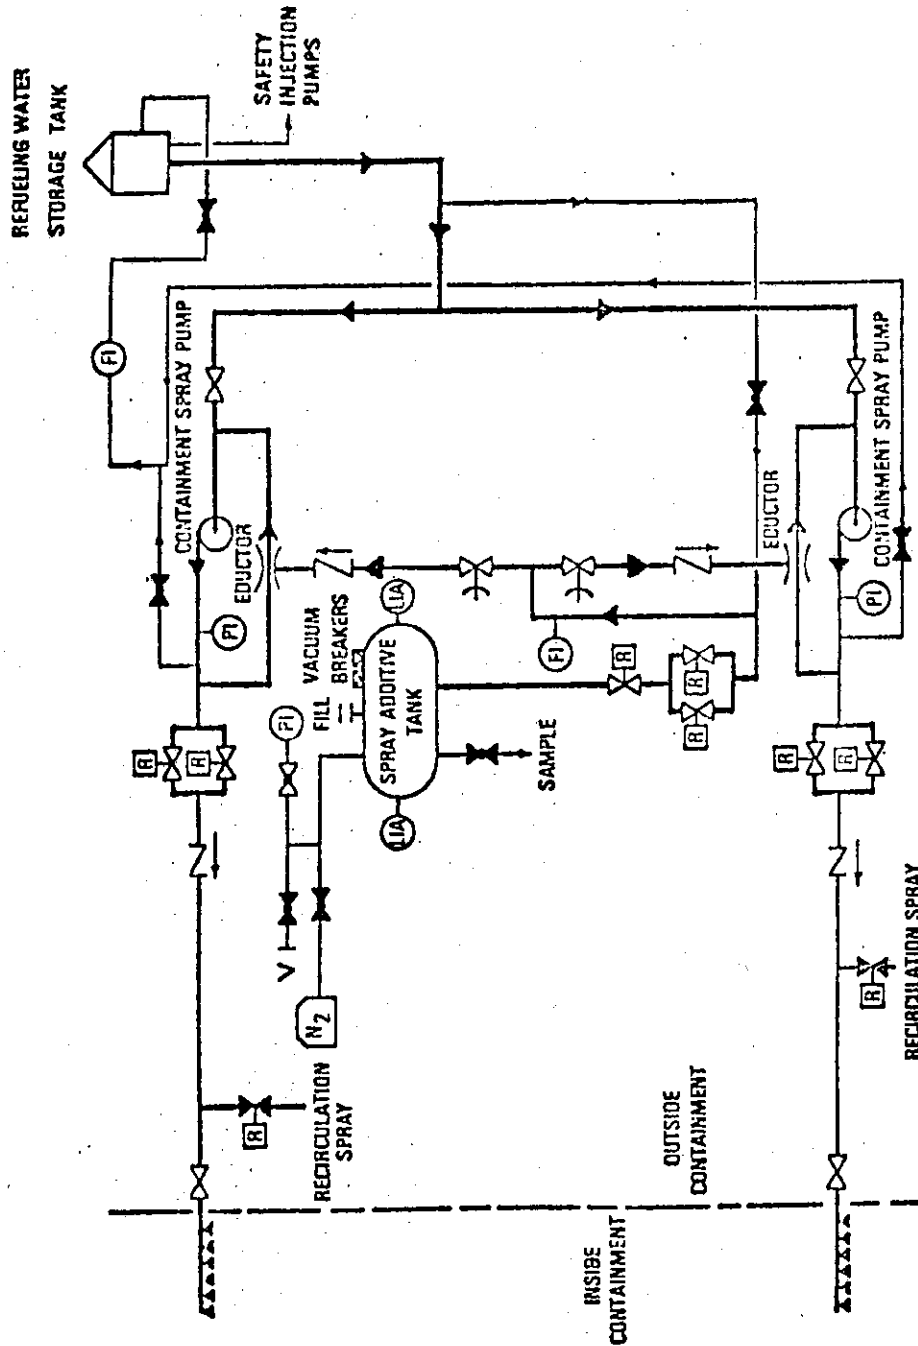 REFUELING WATER
STORAGE TANK
SAFETY
INJECTION
PUMPS
FI
CONTAINMENT SPRAY PUMP
EDUCTOR
PI
VACUUM
BREAKERS
FILL
PI
LIA
SPRAY ADDITIVE
TANK
LIA
SAMPLE
V
N2
FI
R
R
R
R
R
R
RECIRCULATION
SPRAY
EDUCTOR
CONTAINMENT SPRAY PUMP
PI
R
R
R
RECIRCULATION SPRAY
OUTSIDE
CONTAINMENT
INSIDE
CONTAINMENT